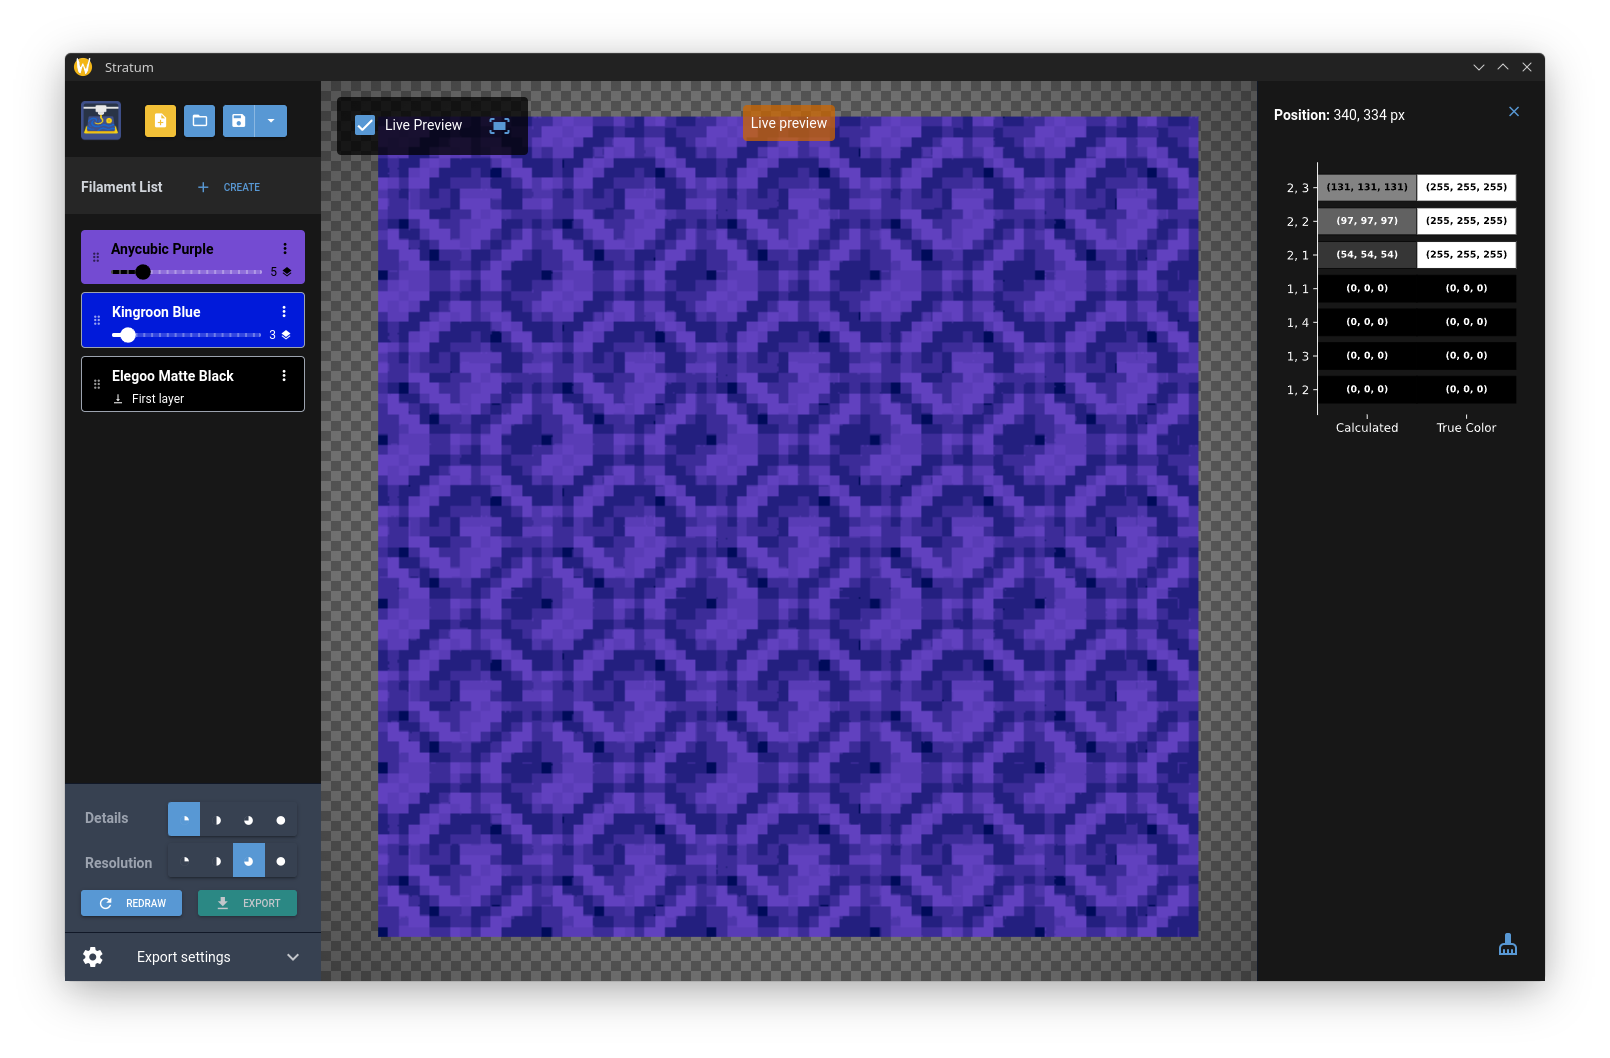 Stratum
Live Preview
Live preview
Position: 340, 334 px
Filament List
CREATE
Anycubic Purple
5
Kingroon Blue
3
Elegoo Matte Black
First layer
2, 3 (131, 131, 131) (255, 255, 255)
2, 2 (97, 97, 97) (255, 255, 255)
2, 1 (54, 54, 54) (255, 255, 255)
1, 1 (0, 0, 0) (0, 0, 0)
1, 4 (0, 0, 0) (0, 0, 0)
1, 3 (0, 0, 0) (0, 0, 0)
1, 2 (0, 0, 0) (0, 0, 0)
Calculated True Color
Details
Resolution
REDRAW EXPORT
Export settings